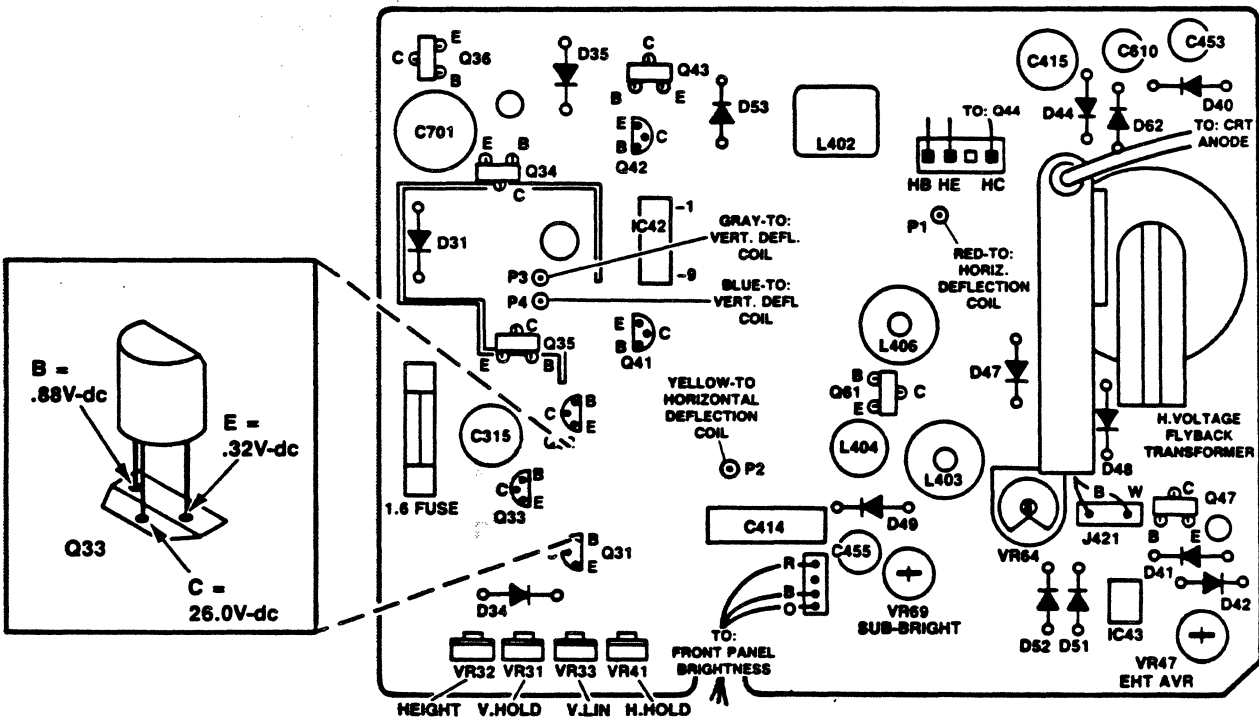 E
C
Q36
B
D35
C
Q43
B
E
D53
C701
E
B
C
Q42
L402
C415
C610
C453
D44
D62
D40
TO: Q44
TO: CRT
ANODE
HB HE HC
E
B
Q34
C
D31
IC42
-1
-9
P3
P4
GRAY-TO:
VERT. DEFL.
COIL
BLUE-TO:
VERT. DEFL
COIL
P1
RED-TO:
HORIZ.
DEFLECTION
COIL
C
Q35
E
B
E
B
C
Q41
L406
D47
B
Q61
C
E
YELLOW-TO
HORIZONTAL
DEFLECTION
COIL
P2
L404
L403
D48
H.VOLTAGE
FLYBACK
TRANSFORMER
B =
.88V-dc
E =
.32V-dc
Q33
C =
26.0V-dc
1.6 FUSE
C315
C
B
E
B
C
E
Q33
B
E
Q31
D34
C414
D49
C455
R
B
O
VR69
SUB-BRIGHT
VR64
B
W
J421
C
Q47
B
E
D41
D42
D52
D51
IC43
VR47
EHT AVR
TO:
FRONT PANEL
BRIGHTNESS
VR32
VR31
VR33
VR41
HEIGHT
V.HOLD
V.LIN
H.HOLD